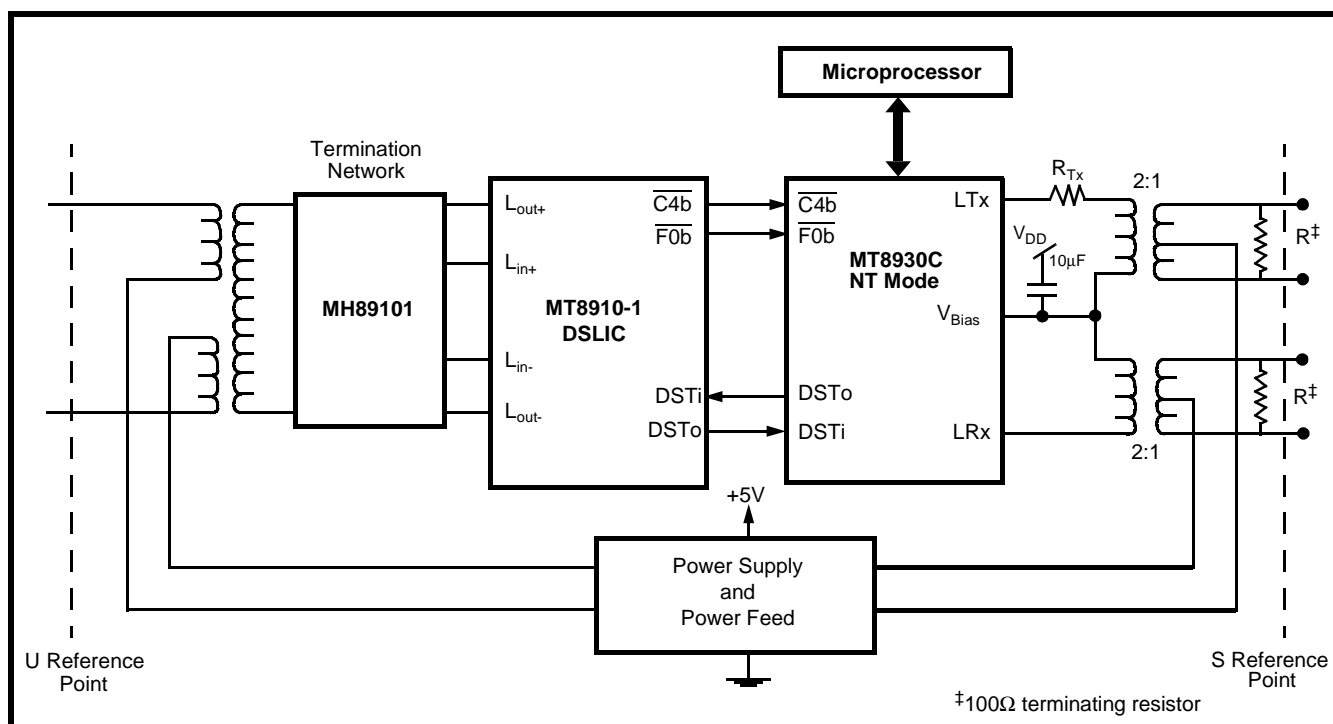 Microprocessor
Termination
Network
MH89101
L_out+
L_in+
L_in-
L_out-
MT8910-1
DSLIC
C4b
F0b
DSTi
DSTo
C4b
F0b
MT8930C
NT Mode
DSTo
DSTi
LTx
V_Bias
LRx
R_Tx
V_DD
10µF
2:1
2:1
R‡
R‡
+5V
Power Supply
and
Power Feed
U Reference
Point
S Reference
Point
‡100Ω terminating resistor